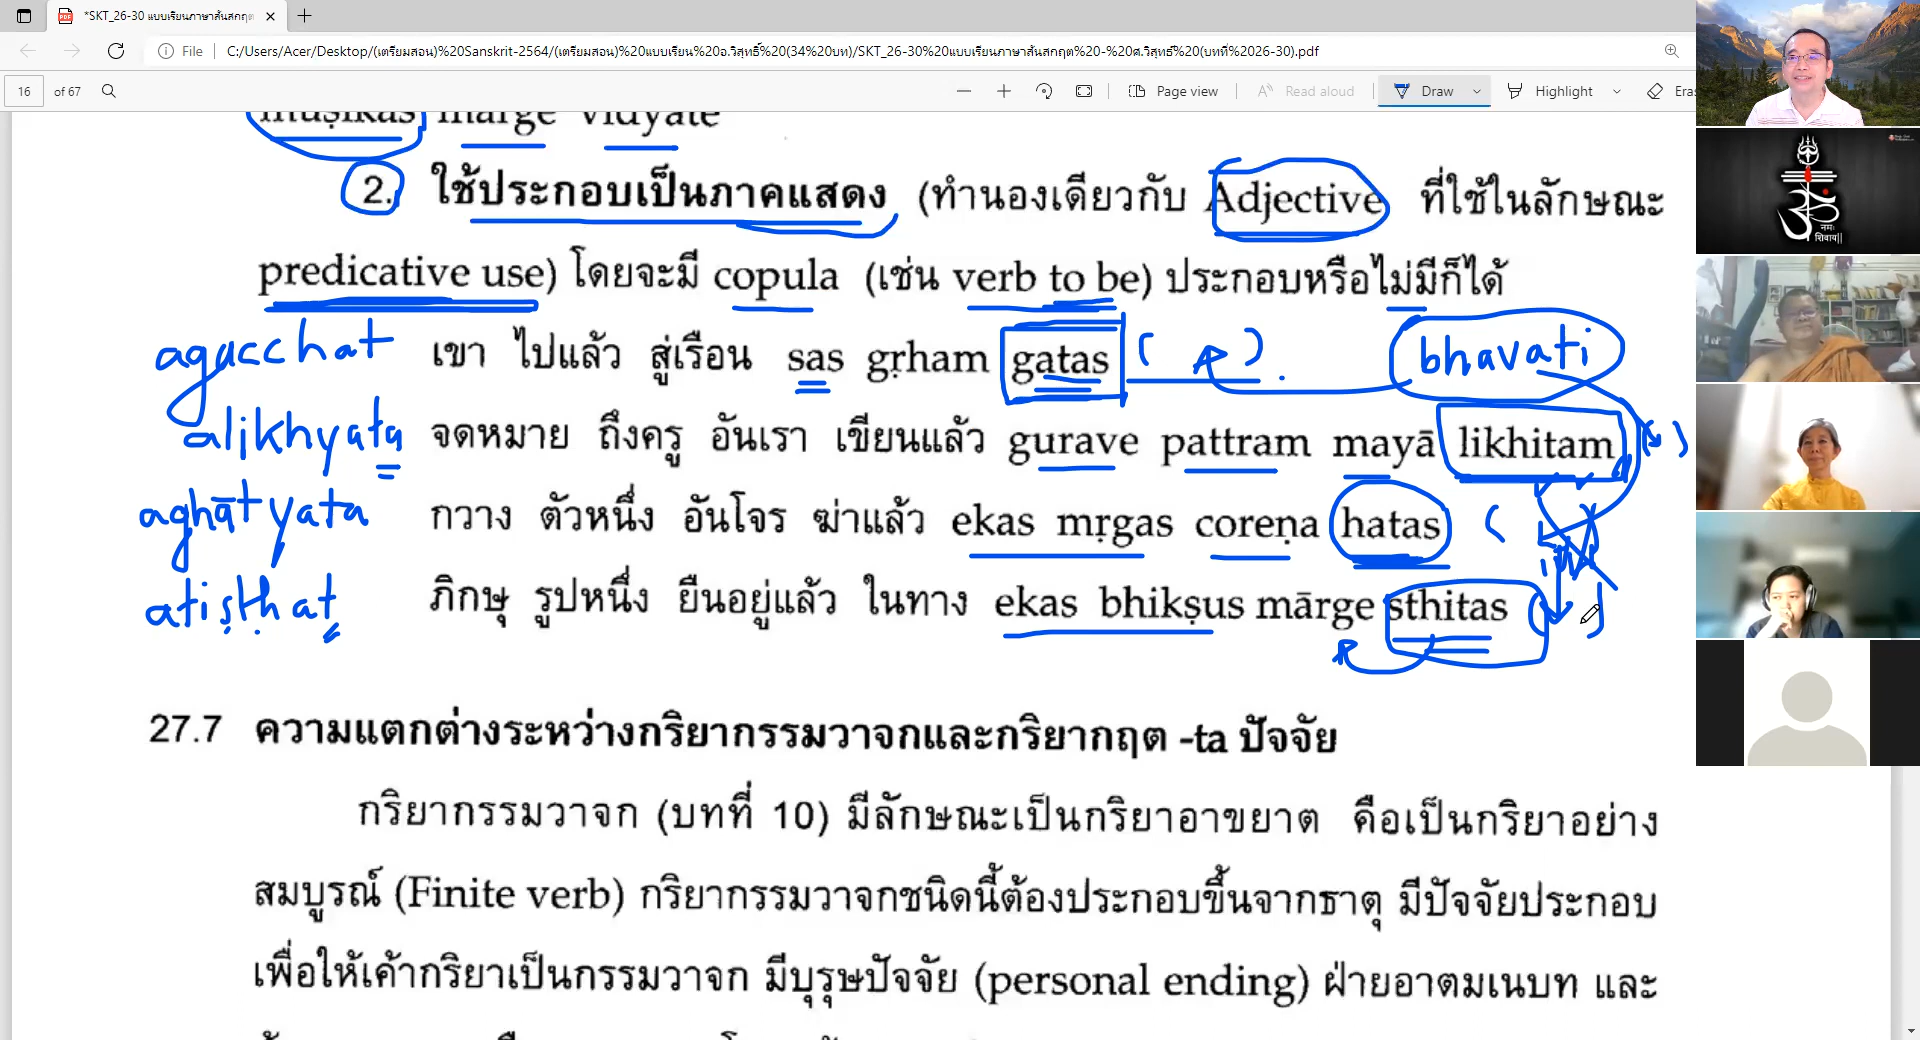 *SKT_26-30 แบบเรียนภาษาสันสกฤต
File C:/Users/Acer/Desktop/(เตรียมสอน)%20Sanskrit-2564/(เตรียมสอน)%20แบบเรียน%20อ.วิสุทธิ์%20(34%20บท)/SKT_26-30%20แบบเรียนภาษาสันสกฤต%20-%20ศ.วิสุทธ์%20(บทที่%2026-30).pdf
16 of 67 Page view Read aloud Draw Highlight Eras
muṣikas mārge vidyate
2. ใช้ประกอบเป็นภาคแสดง (ทำนองเดียวกับ Adjective ที่ใช้ในลักษณะ
predicative use) โดยจะมี copula (เช่น verb to be) ประกอบหรือไม่มีก็ได้
agacchat เขา ไปแล้ว สู่เรือน sas gṛham gatas ( ) . bhavati
alikhyata จดหมาย ถึงครู อันเรา เขียนแล้ว gurave pattram mayā likhitam ( )
aghātyata กวาง ตัวหนึ่ง อันโจร ฆ่าแล้ว ekas mṛgas coreṇa hatas (
atiṣṭhat ภิกษุ รูปหนึ่ง ยืนอยู่แล้ว ในทาง ekas bhikṣus mārge sthitas ( )
27.7 ความแตกต่างระหว่างกริยากรรมวาจกและกริยากฤต -ta ปัจจัย
กริยากรรมวาจก (บทที่ 10) มีลักษณะเป็นกริยาอาขยาต คือเป็นกริยาอย่าง
สมบูรณ์ (Finite verb) กริยากรรมวาจกชนิดนี้ต้องประกอบขึ้นจากธาตุ มีปัจจัยประกอบ
เพื่อให้เค้ากริยาเป็นกรรมวาจก มีบุรุษปัจจัย (personal ending) ฝ่ายอาตมเนบท และ
ॐ
नमः
शिवाय||